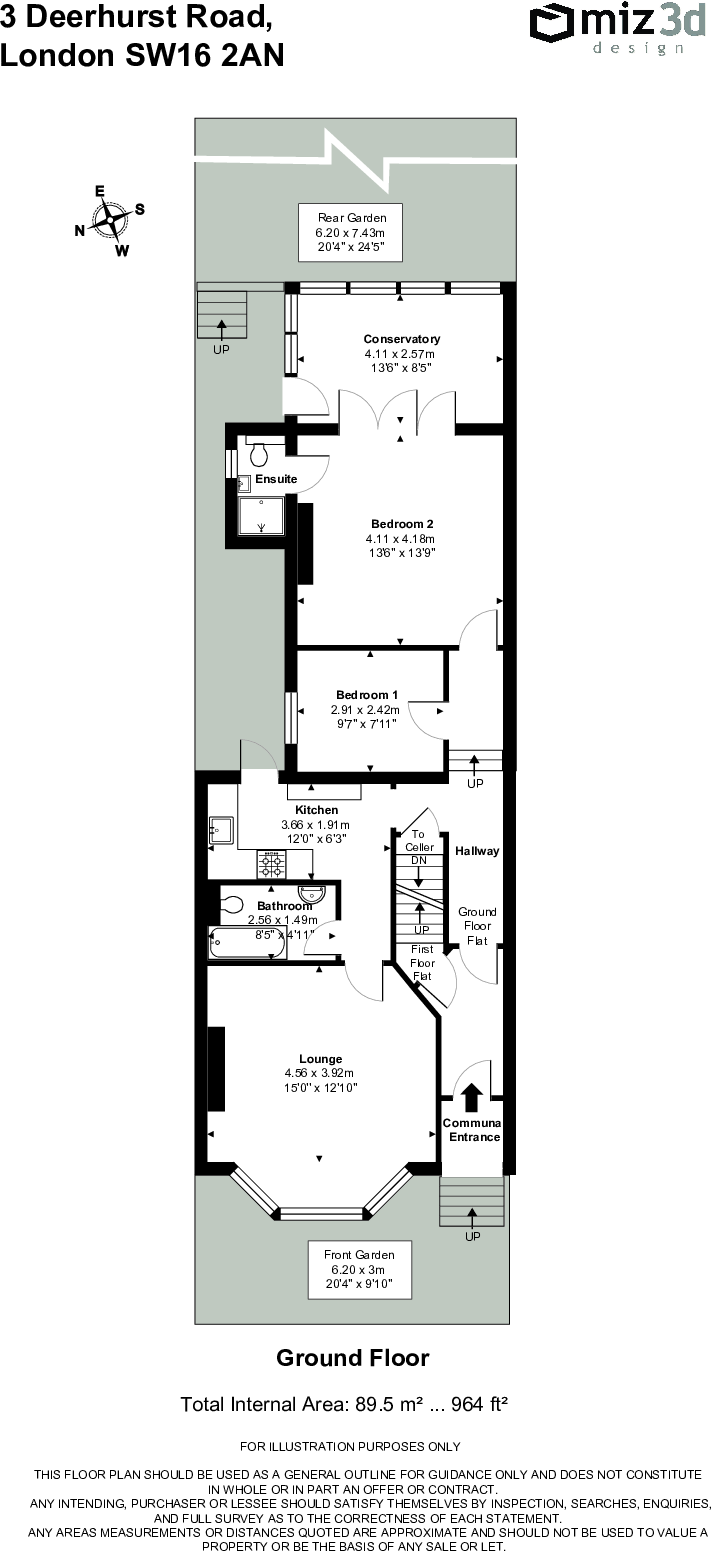 3 Deerhurst Road,
London SW16 2AN
miz3d
design
E
S
N
W
Rear Garden
6.20 x 7.43m
20'4" x 24'5"
UP
Conservatory
4.11 x 2.57m
13'6" x 8'5"
Ensuite
Bedroom 2
4.11 x 4.18m
13'6" x 13'9"
Bedroom 1
2.91 x 2.42m
9'7" x 7'11"
UP
Kitchen
3.66 x 1.91m
12'0" x 6'3"
To
Celler
DN
Hallway
Bathroom
2.56 x 1.49m
8'5" x 4'11"
UP
Ground
Floor
Flat
First
Floor
Flat
Lounge
4.56 x 3.92m
15'0" x 12'10"
Communa
Entrance
UP
Front Garden
6.20 x 3m
20'4" x 9'10"
Ground Floor
Total Internal Area: 89.5 m² ... 964 ft²
FOR ILLUSTRATION PURPOSES ONLY
THIS FLOOR PLAN SHOULD BE USED AS A GENERAL OUTLINE FOR GUIDANCE ONLY AND DOES NOT CONSTITUTE
IN WHOLE OR IN PART AN OFFER OR CONTRACT.
ANY INTENDING, PURCHASER OR LESSEE SHOULD SATISFY THEMSELVES BY INSPECTION, SEARCHES, ENQUIRIES,
AND FULL SURVEY AS TO THE CORRECTNESS OF EACH STATEMENT.
ANY AREAS MEASUREMENTS OR DISTANCES QUOTED ARE APPROXIMATE AND SHOULD NOT BE USED TO VALUE A
PROPERTY OR BE THE BASIS OF ANY SALE OR LET.